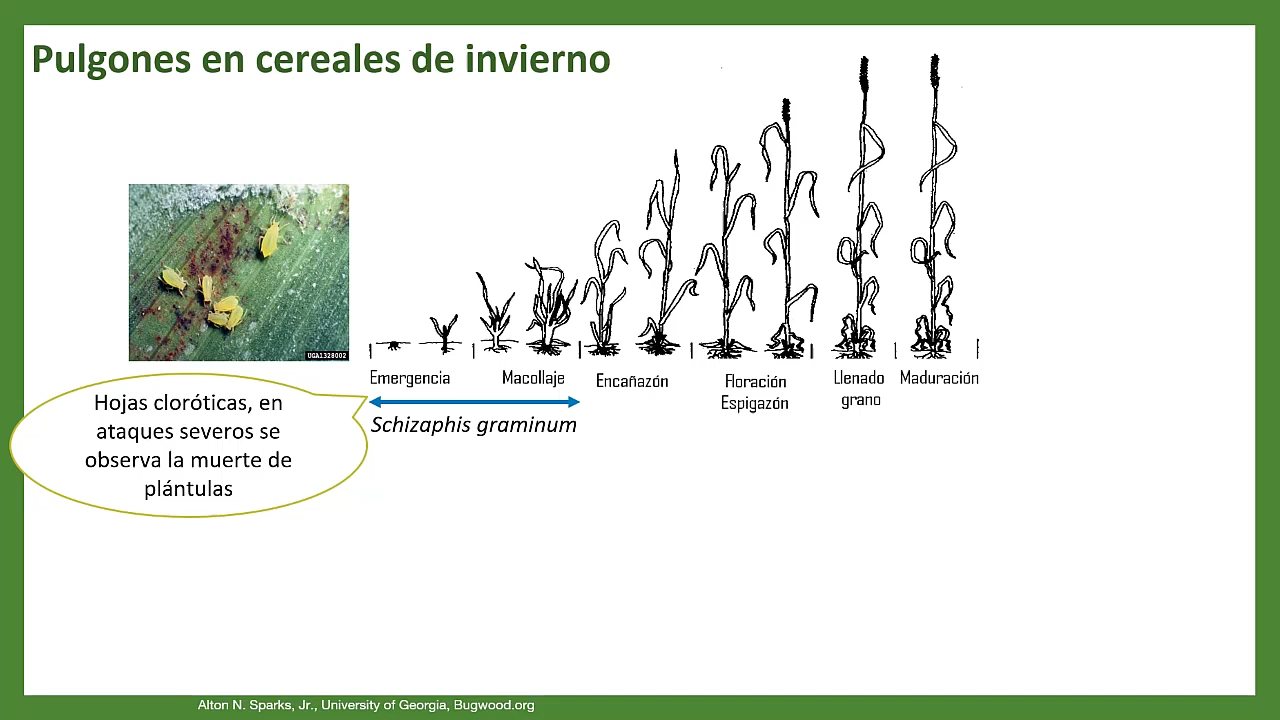 Pulgones en cereales de invierno
UGA1328002
Emergencia
Macollaje
Encañazón
Floración
Espigazón
Llenado
grano
Maduración
Schizaphis graminum
Hojas cloróticas, en
ataques severos se
observa la muerte de
plántulas
Alton N. Sparks, Jr., University of Georgia, Bugwood.org